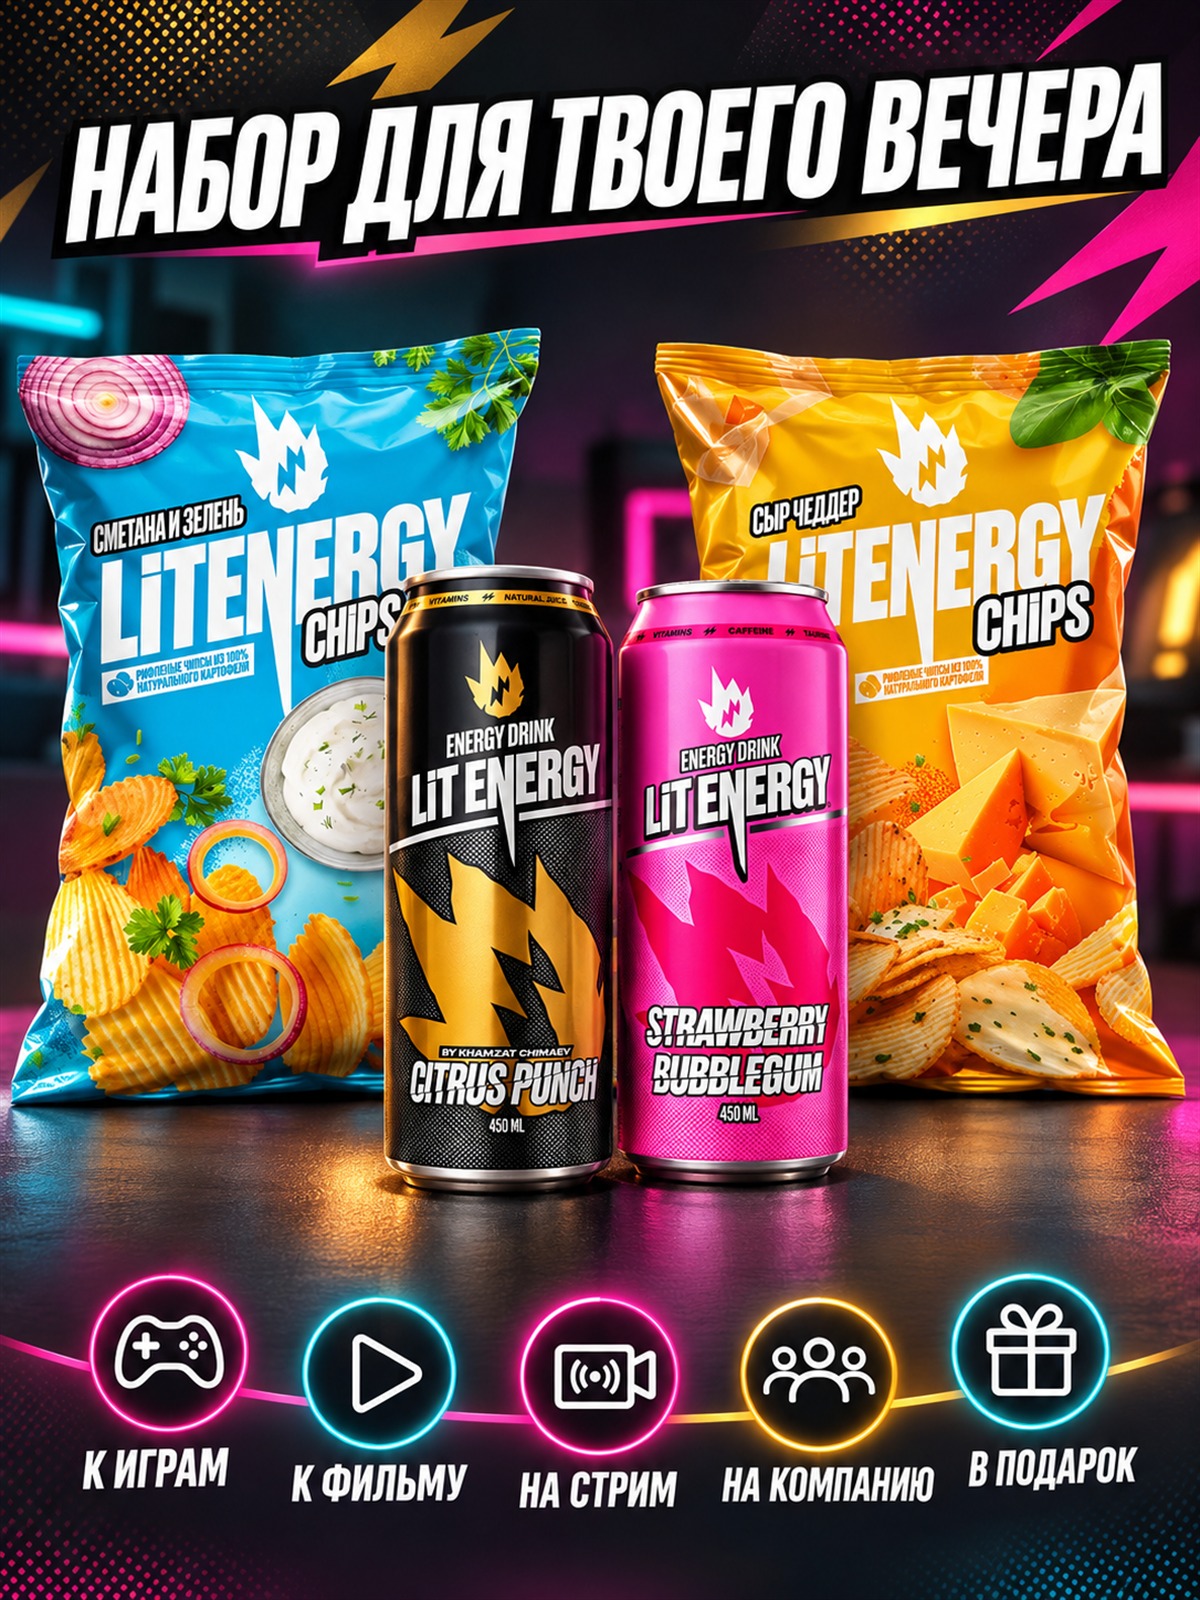 НАБОР ДЛЯ ТВОЕГО ВЕЧЕРА
СМЕТАНА И ЗЕЛЕНЬ
LiTENERGY
CHiPS
РИФЛЕНЫЕ ЧИПСЫ ИЗ 100%
НАТУРАЛЬНОГО КАРТОФЕЛЯ
СЫР ЧЕДДЕР
LiTENERGY
CHiPS
РИФЛЕНЫЕ ЧИПСЫ ИЗ 100%
НАТУРАЛЬНОГО КАРТОФЕЛЯ
VITAMINS NATURAL JUICE
ENERGY DRINK
LiT ENERGY
BY KHAMZAT CHIMAEV
CITRUS PUNCH
450 ML
VITAMINS CAFFEINE TAURINE
ENERGY DRINK
LiT ENERGY
STRAWBERRY
BUBBLEGUM
450 ML
К ИГРАМ
К ФИЛЬМУ
НА СТРИМ
НА КОМПАНИЮ
В ПОДАРОК